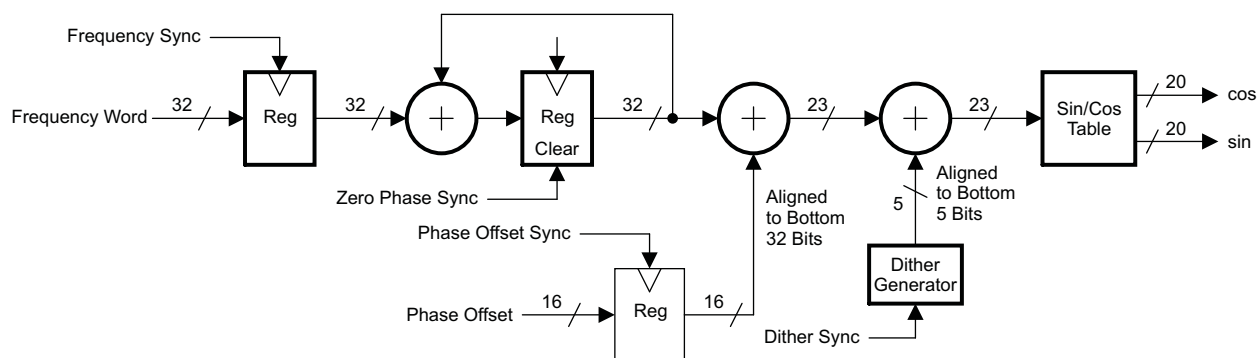 Frequency Sync
Frequency Word
32
Reg
32
+
Reg
Clear
32
Zero Phase Sync
+
23
+
23
Sin/Cos
Table
20
cos
20
sin
Aligned
to Bottom
32 Bits
5
Aligned
to Bottom
5 Bits
Phase Offset Sync
Phase Offset
16
Reg
16
Dither
Generator
Dither Sync